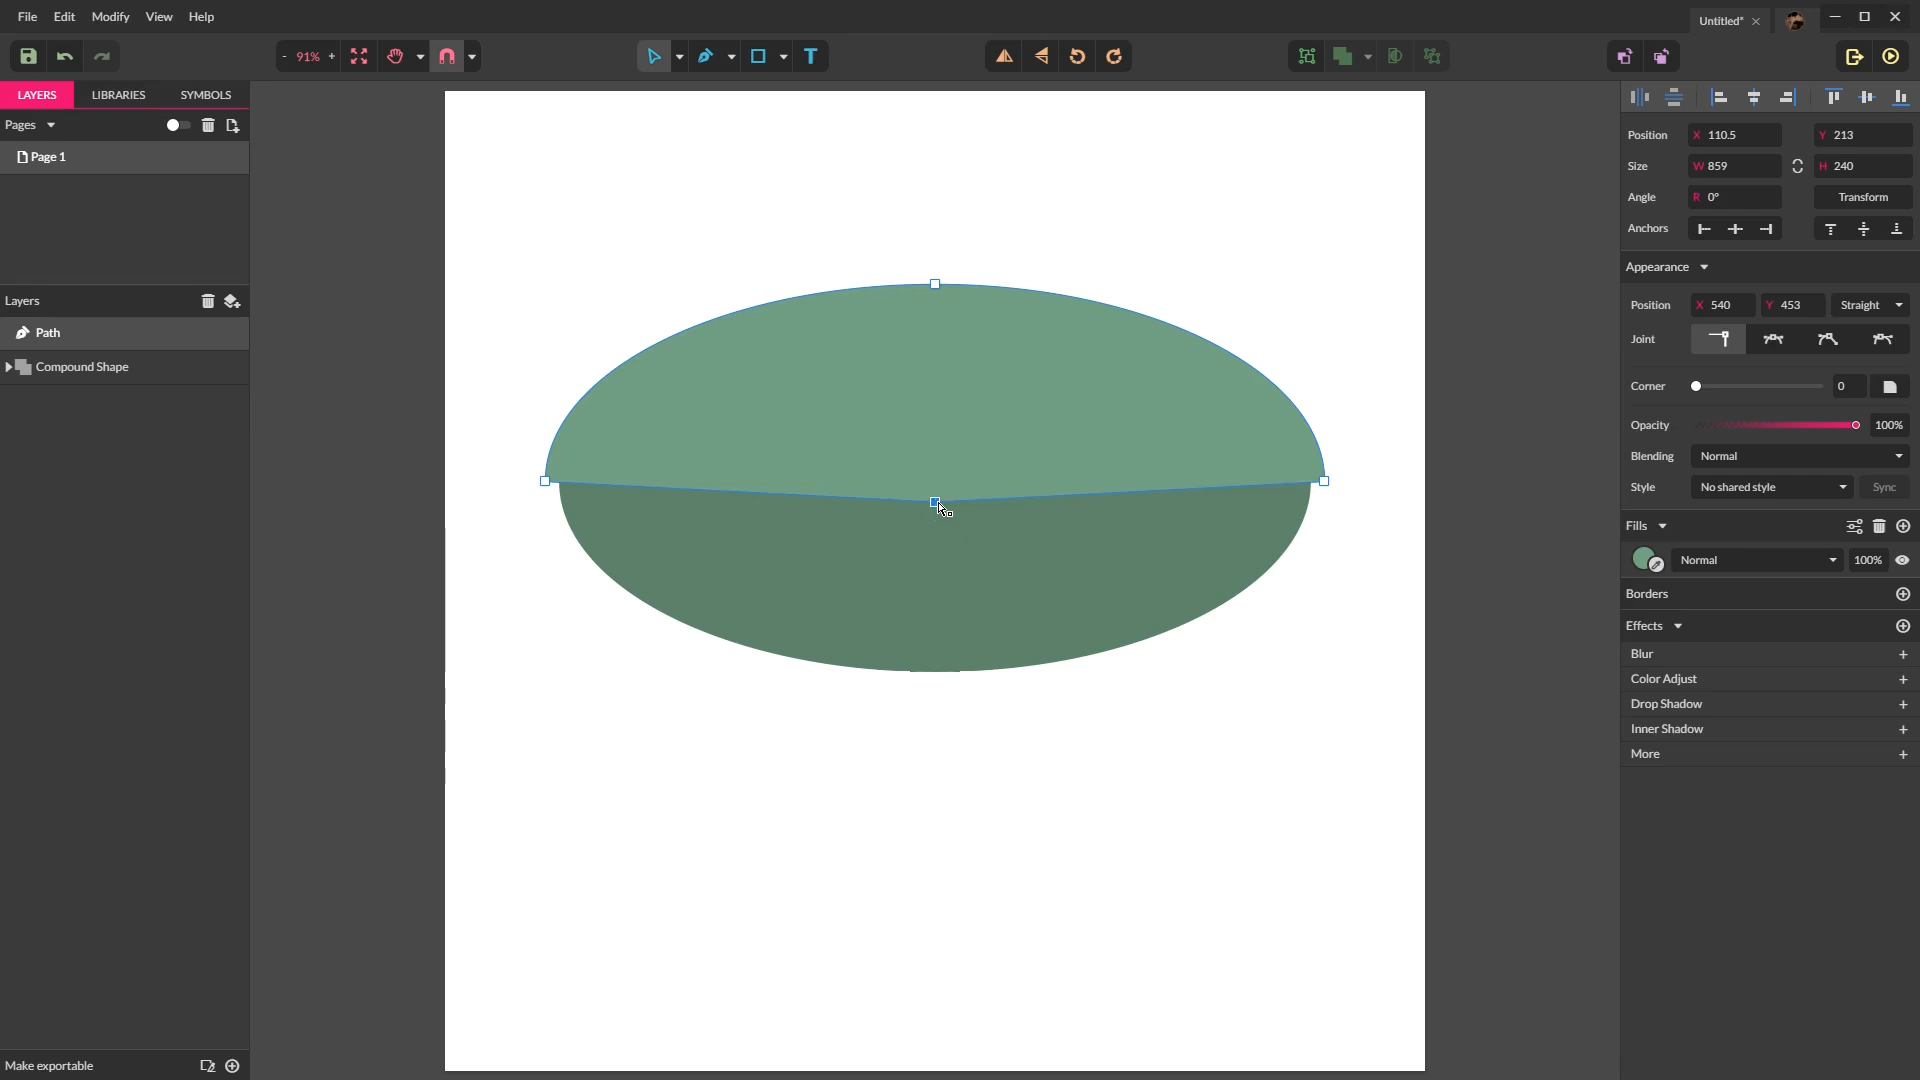 File Edit Modify View Help
Untitled*
- 91% +
T
LAYERS LIBRARIES SYMBOLS
Pages
Page 1
Layers
Path
Compound Shape
Make exportable
Position X 110.5 Y 213
Size W 859 H 240
Angle R 0° Transform
Anchors
Appearance
Position X 540 Y 453 Straight
Joint
Corner 0
Opacity 100%
Blending Normal
Style No shared style Sync
Fills
Normal 100%
Borders
Effects
Blur +
Color Adjust +
Drop Shadow +
Inner Shadow +
More +